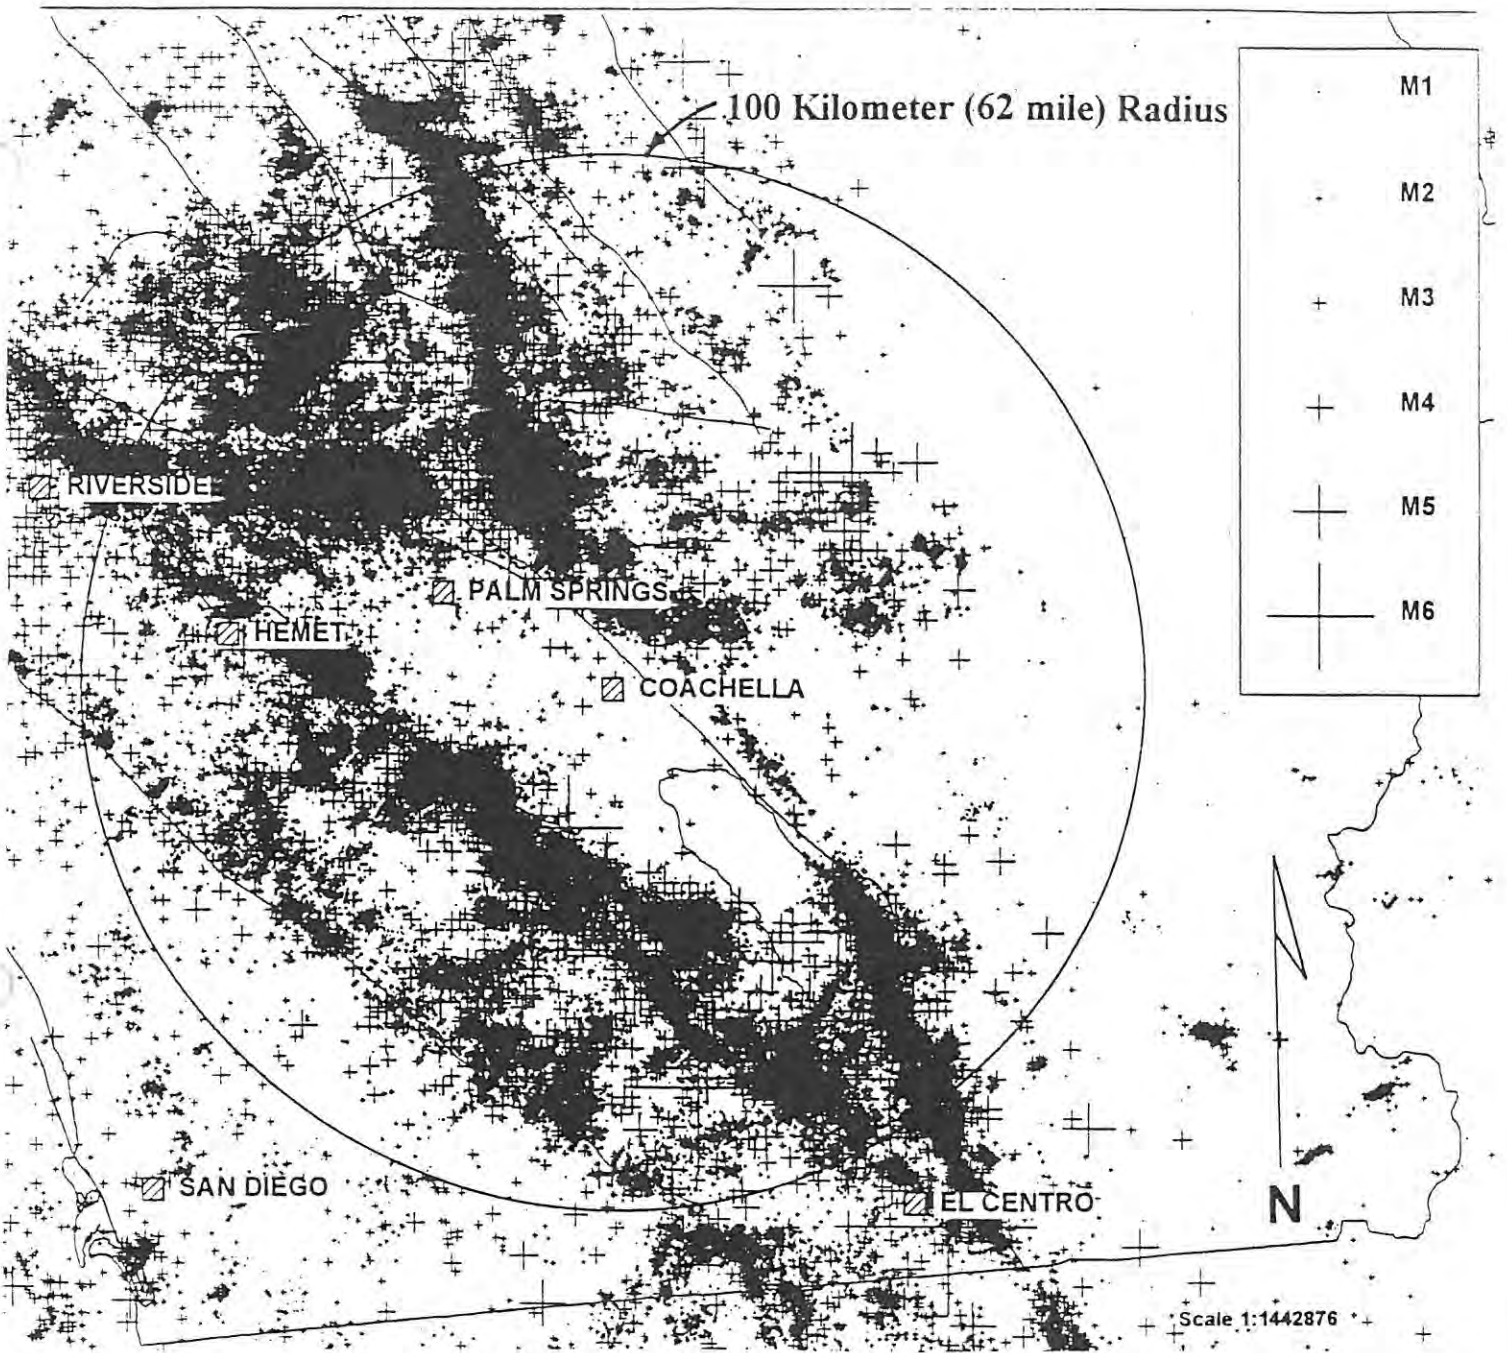 100 Kilometer (62 mile) Radius
M1
M2
M3
M4
M5
M6
RIVERSIDE
PALM SPRINGS
HEMET
COACHELLA
SAN DIEGO
EL CENTRO
N
Scale 1:1442876